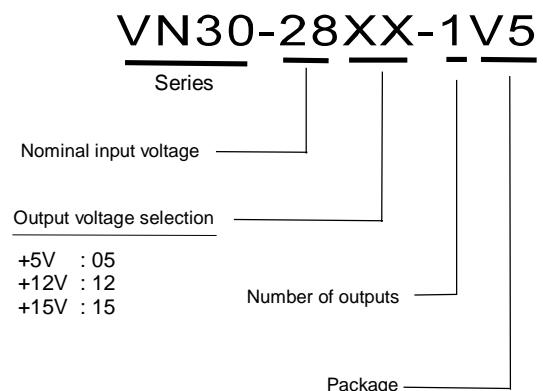 VN30-28XX-1V5
Series
Nominal input voltage
Output voltage selection
+5V : 05
+12V : 12
+15V : 15
Number of outputs
Package